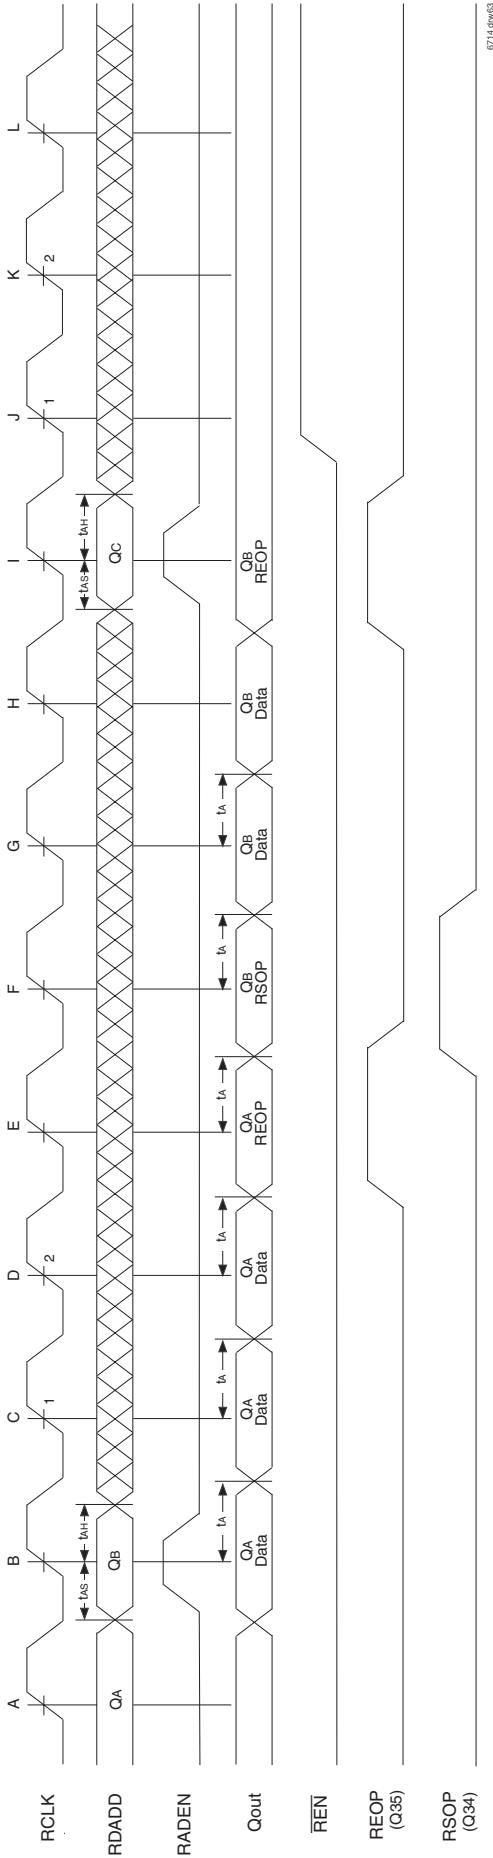 A B C D E F G H I J K L
RCLK 1 2 1 2
tAS tAH tAS tAH
RDADD QA QB QC
RADEN
tA tA tA tA tA tA
Qout QA Data QA Data QA Data QA REOP QB RSOP QB Data QB Data QB REOP
REN
REOP
(Q35)
RSOP
(Q34)
6714 drw63